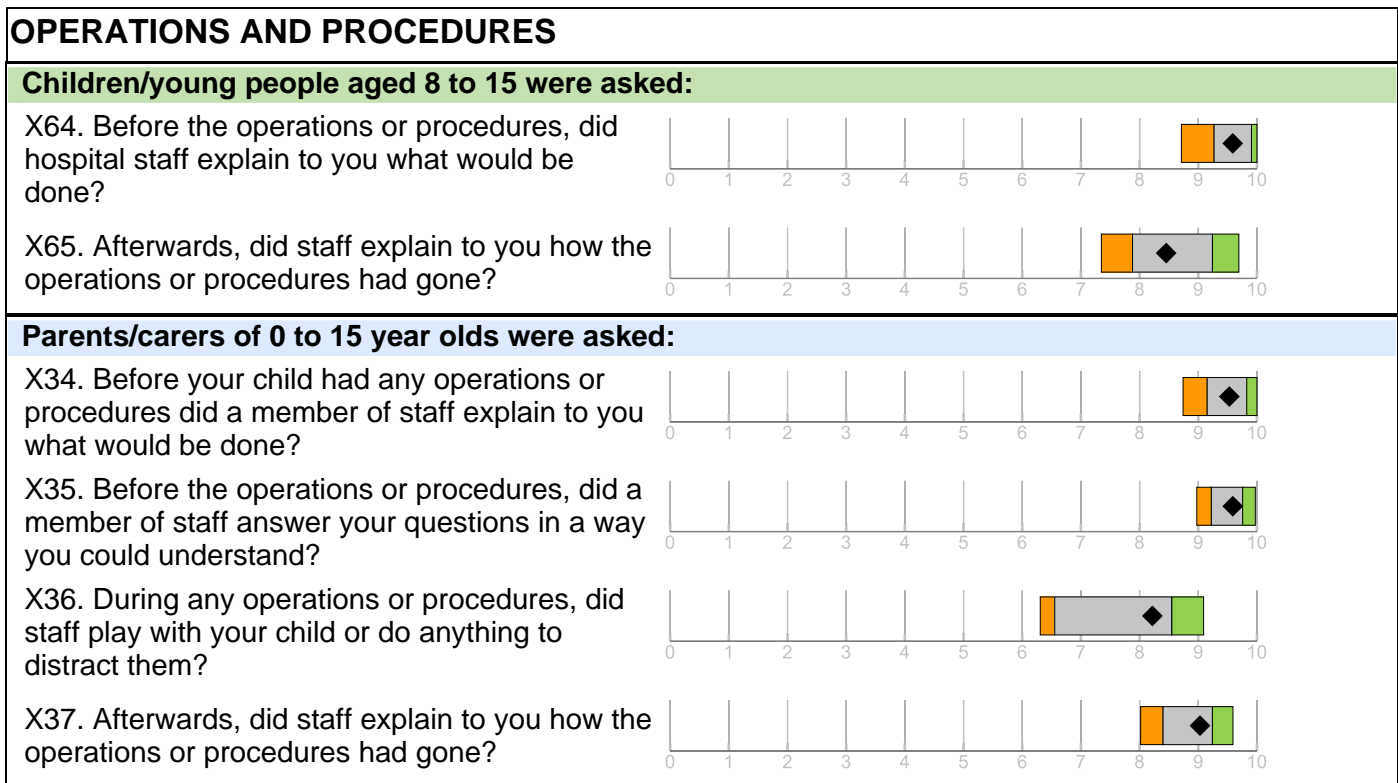 OPERATIONS AND PROCEDURES
Children/young people aged 8 to 15 were asked:
X64. Before the operations or procedures, did
hospital staff explain to you what would be
done?
0 1 2 3 4 5 6 7 8 9 10
X65. Afterwards, did staff explain to you how the
operations or procedures had gone?
0 1 2 3 4 5 6 7 8 9 10
Parents/carers of 0 to 15 year olds were asked:
X34. Before your child had any operations or
procedures did a member of staff explain to you
what would be done?
0 1 2 3 4 5 6 7 8 9 10
X35. Before the operations or procedures, did a
member of staff answer your questions in a way
you could understand?
0 1 2 3 4 5 6 7 8 9 10
X36. During any operations or procedures, did
staff play with your child or do anything to
distract them?
0 1 2 3 4 5 6 7 8 9 10
X37. Afterwards, did staff explain to you how the
operations or procedures had gone?
0 1 2 3 4 5 6 7 8 9 10